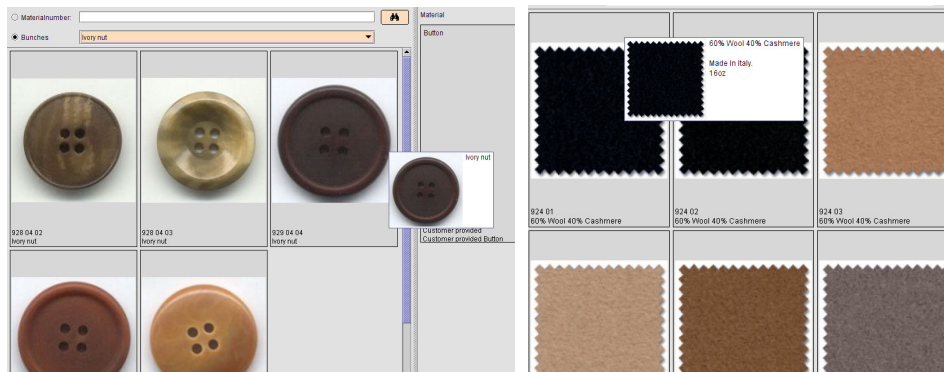 Materialnumber:
Bunches
Ivory nut
Material
Button
928 04 02
Ivory nut
928 04 03
Ivory nut
929 04 04
Ivory nut
Ivory nut
Customer provided
Customer provided Button
60% Wool 40% Cashmere
Made In Italy.
16oz
924 01
60% Wool 40% Cashmere
924 02
60% Wool 40% Cashmere
924 03
60% Wool 40% Cashmere